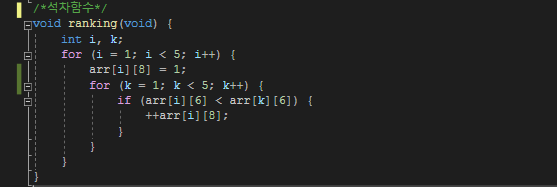 /*석차함수*/
void ranking(void) {
int i, k;
for (i = 1; i < 5; i++) {
arr[i][8] = 1;
for (k = 1; k < 5; k++) {
if (arr[i][6] < arr[k][6]) {
++arr[i][8];
}
}
}
}